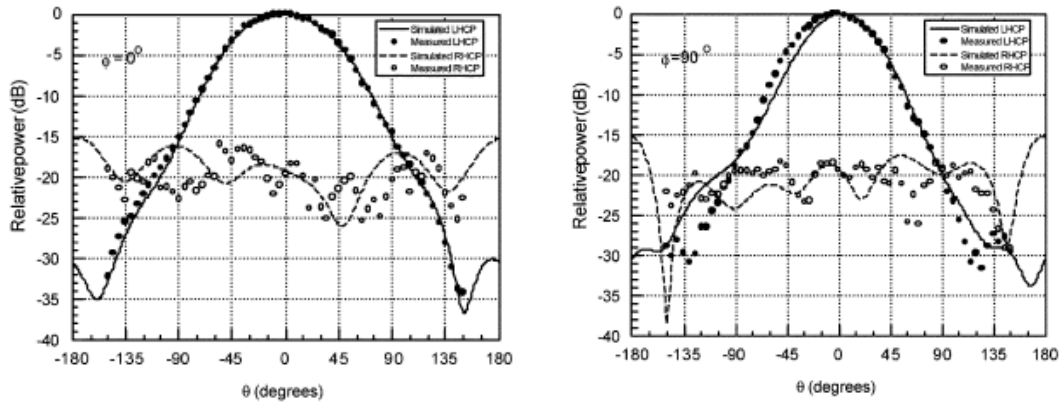 Relativepower (dB)
0
-5
-10
-15
-20
-25
-30
-35
-40
ϕ=0°
Simulated LHCP
Measured LHCP
Simulated RHCP
Measured RHCP
-180 -135 -90 -45 0 45 90 135 180
θ (degrees)
Relativepower (dB)
0
-5
-10
-15
-20
-25
-30
-35
-40
ϕ=90°
Simulated LHCP
Measured LHCP
Simulated RHCP
Measured RHCP
-180 -135 -90 -45 0 45 90 135 180
θ (degrees)